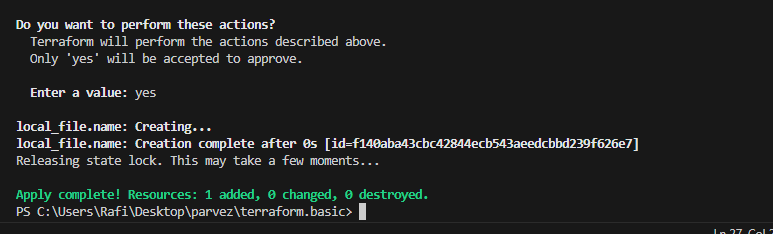 Do you want to perform these actions?
Terraform will perform the actions described above.
Only 'yes' will be accepted to approve.
Enter a value: yes
local_file.name: Creating...
local_file.name: Creation complete after 0s [id=f140aba43cbc42844ecb543aeedcbbd239f626e7]
Releasing state lock. This may take a few moments...
Apply complete! Resources: 1 added, 0 changed, 0 destroyed.
PS C:\Users\Rafi\Desktop\parvez\terraform.basic>